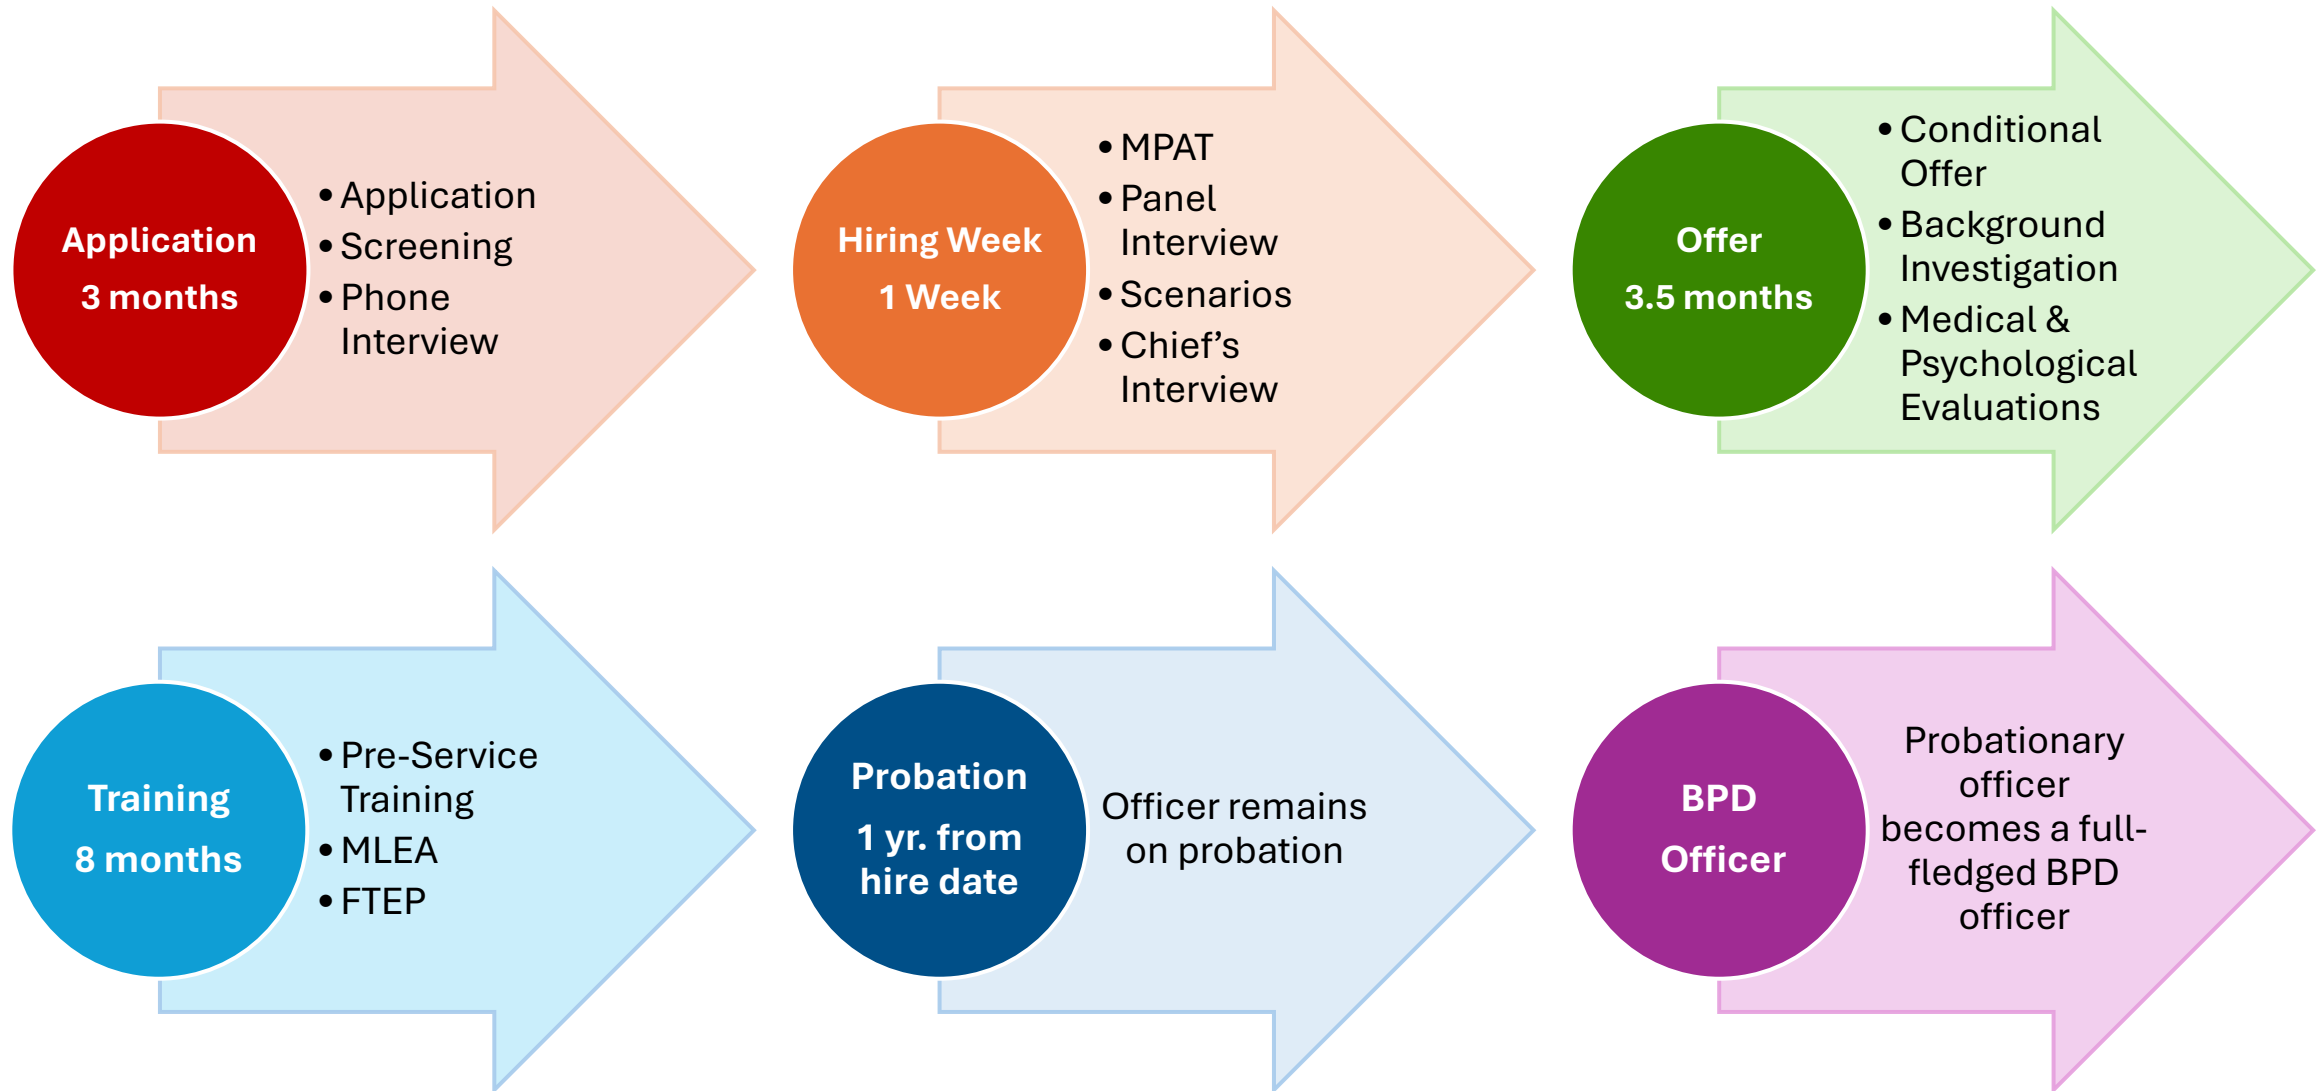 Application
3 months
• Application
• Screening
• Phone
Interview
Hiring Week
1 Week
• MPAT
• Panel
Interview
• Scenarios
• Chief’s
Interview
Offer
3.5 months
• Conditional
Offer
• Background
Investigation
• Medical &
Psychological
Evaluations
Training
8 months
• Pre-Service
Training
• MLEA
• FTEP
Probation
1 yr. from
hire date
Officer remains
on probation
BPD
Officer
Probationary
officer
becomes a full-
fledged BPD
officer